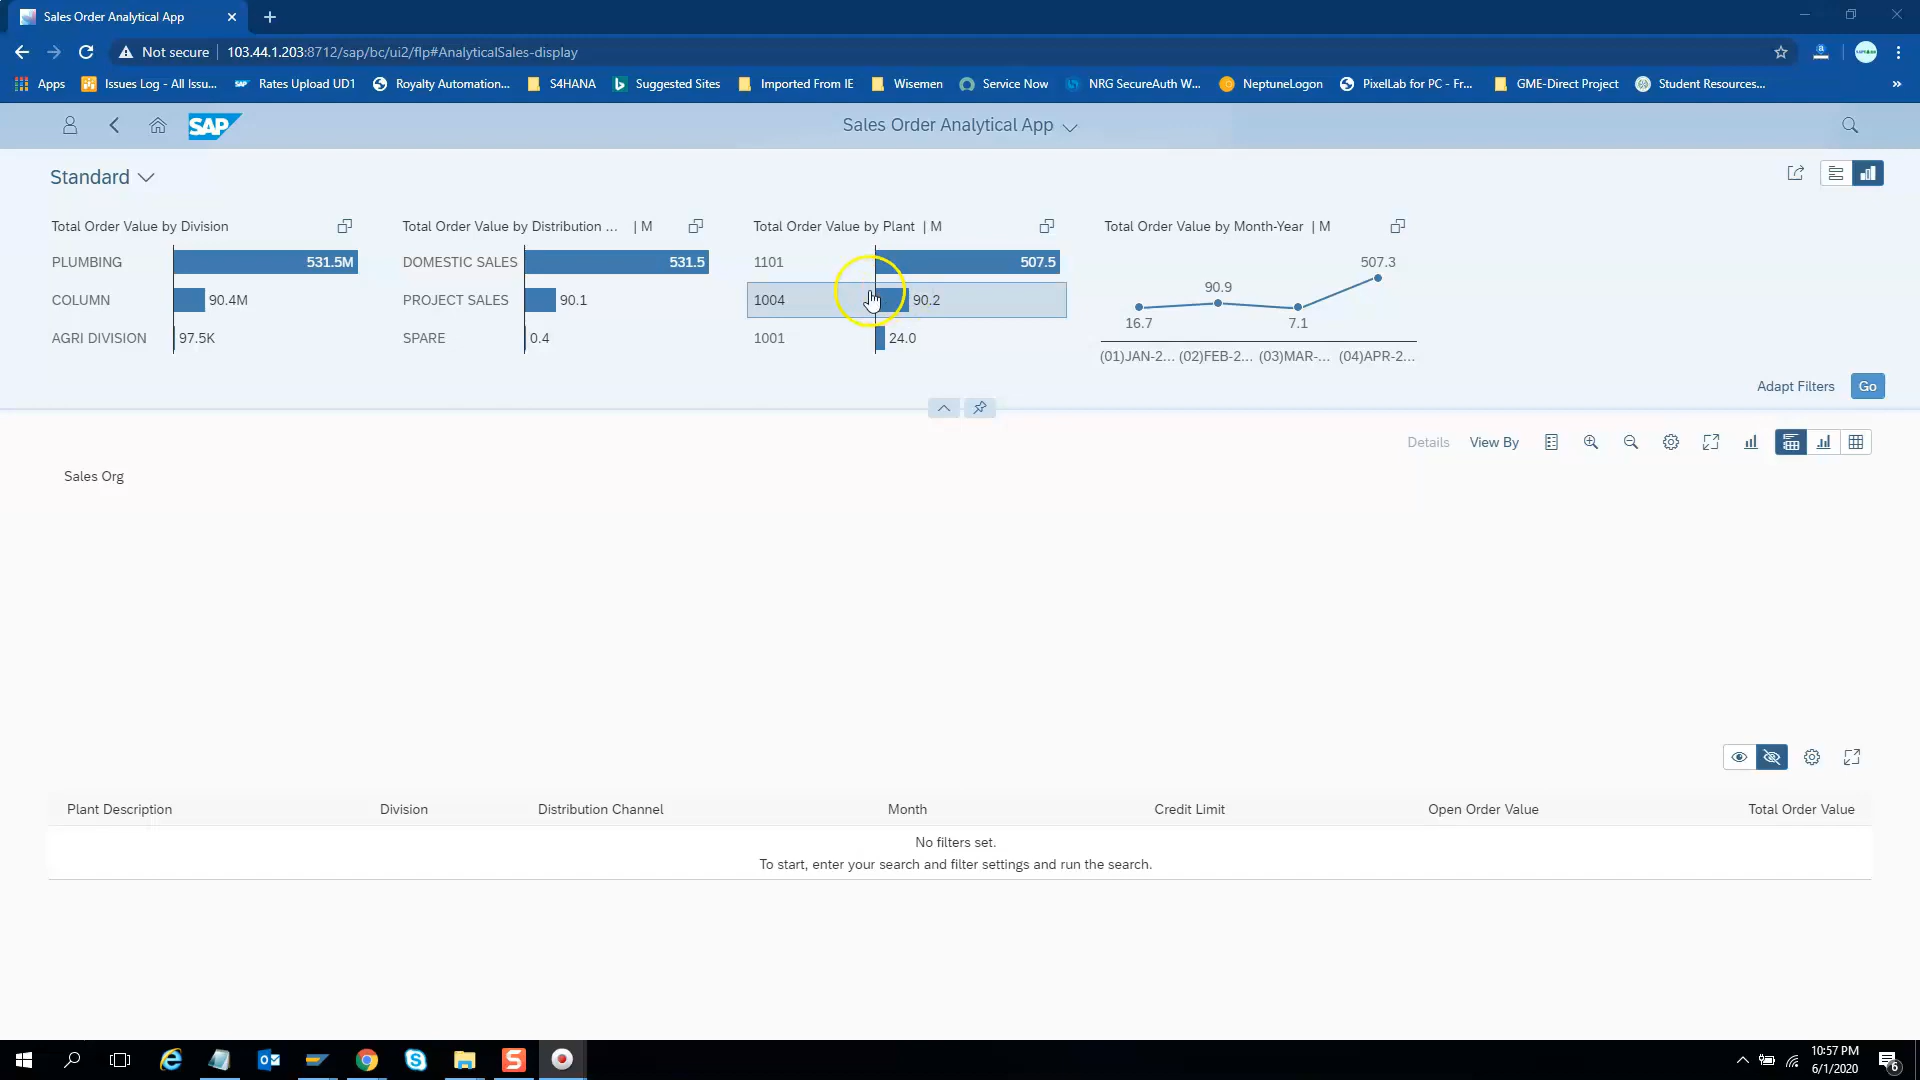 Sales Order Analytical App
Not secure
103.44.1.203:8712/sap/bc/ui2/flp#AnalyticalSales-display
Apps
Issues Log - All Issu...
Rates Upload UD1
Royalty Automation...
S4HANA
Suggested Sites
Imported From IE
Wisemen
Service Now
NRG SecureAuth W...
NeptuneLogon
PixelLab for PC - Fr...
GME-Direct Project
Student Resources...
»
SAP
Sales Order Analytical App
Standard
Total Order Value by Division
PLUMBING
531.5M
COLUMN
90.4M
AGRI DIVISION
97.5K
Total Order Value by Distribution ... | M
DOMESTIC SALES
531.5
PROJECT SALES
90.1
SPARE
0.4
Total Order Value by Plant | M
1101
507.5
1004
90.2
1001
24.0
Total Order Value by Month-Year | M
16.7
90.9
7.1
507.3
(01)JAN-2... (02)FEB-2... (03)MAR-... (04)APR-2...
Adapt Filters
Go
Details
View By
Sales Org
Plant Description
Division
Distribution Channel
Month
Credit Limit
Open Order Value
Total Order Value
No filters set.
To start, enter your search and filter settings and run the search.
10:57 PM
6/1/2020
6